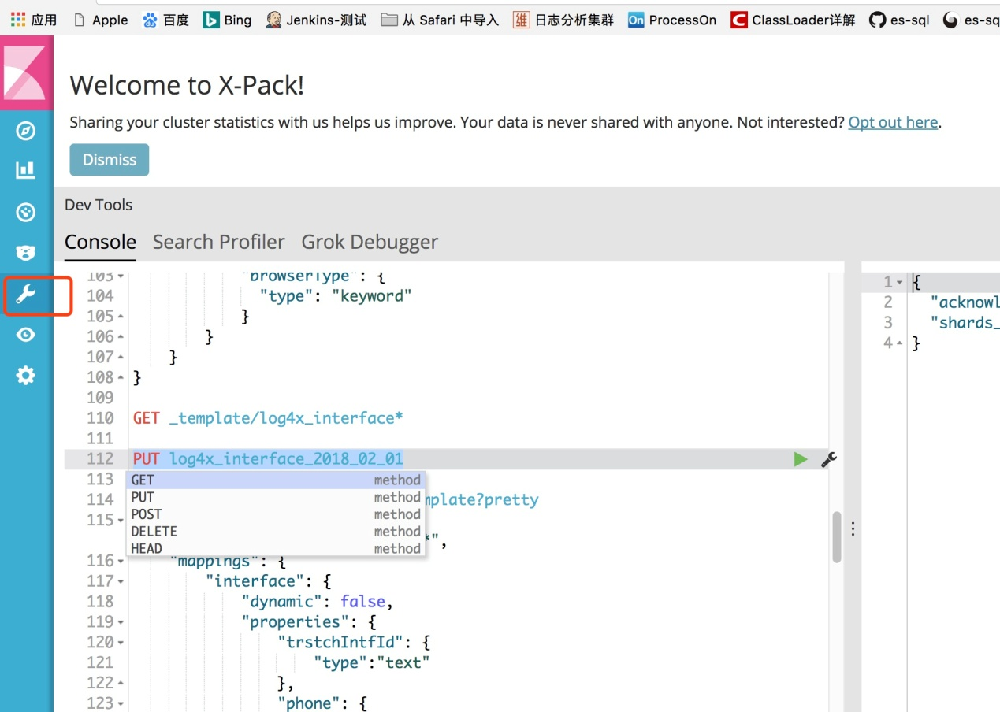 应用 Apple 百度 Bing Jenkins-测试 从 Safari 中导入 日志分析集群 ProcessOn ClassLoader详解 es-sql es-sq
Welcome to X-Pack!
Sharing your cluster statistics with us helps us improve. Your data is never shared with anyone. Not interested? Opt out here.
Dismiss
Dev Tools
Console Search Profiler Grok Debugger
103 "browserType": {
104 "type": "keyword"
105 }
106 }
107 }
108 }
109
110 GET _template/log4x_interface*
111
112 PUT log4x_interface_2018_02_01
113
114 mplate?pretty
115
*",
GET method
PUT method
POST method
DELETE method
HEAD method
116 "mappings": {
117 "interface": {
118 "dynamic": false,
119 "properties": {
120 "trstchIntfId": {
121 "type":"text"
122 },
123 "phone": {
1 {
2 "acknowl
3 "shards_
4 }